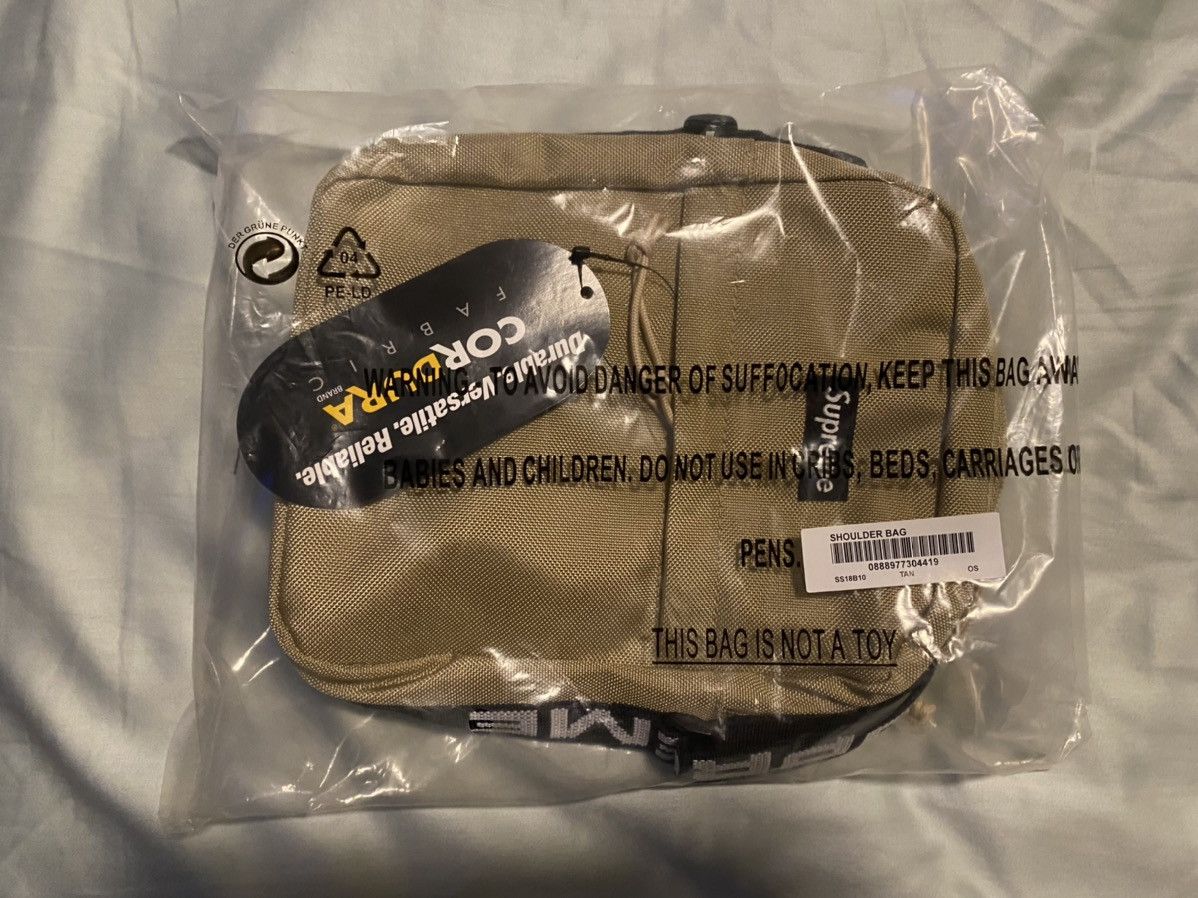 DER GRÜNE PUNKT
04
PE-LD
CORDURA
BRAND
FABRIC
Durable. Versatile. Reliable.
WARNING. TO AVOID DANGER OF SUFFOCATION, KEEP THIS BAG AWA
BABIES AND CHILDREN. DO NOT USE IN CRIBS, BEDS, CARRIAGES O
PENS.
THIS BAG IS NOT A TOY
Supreme
SHOULDER BAG
0888977304419
SS18B10 TAN OS